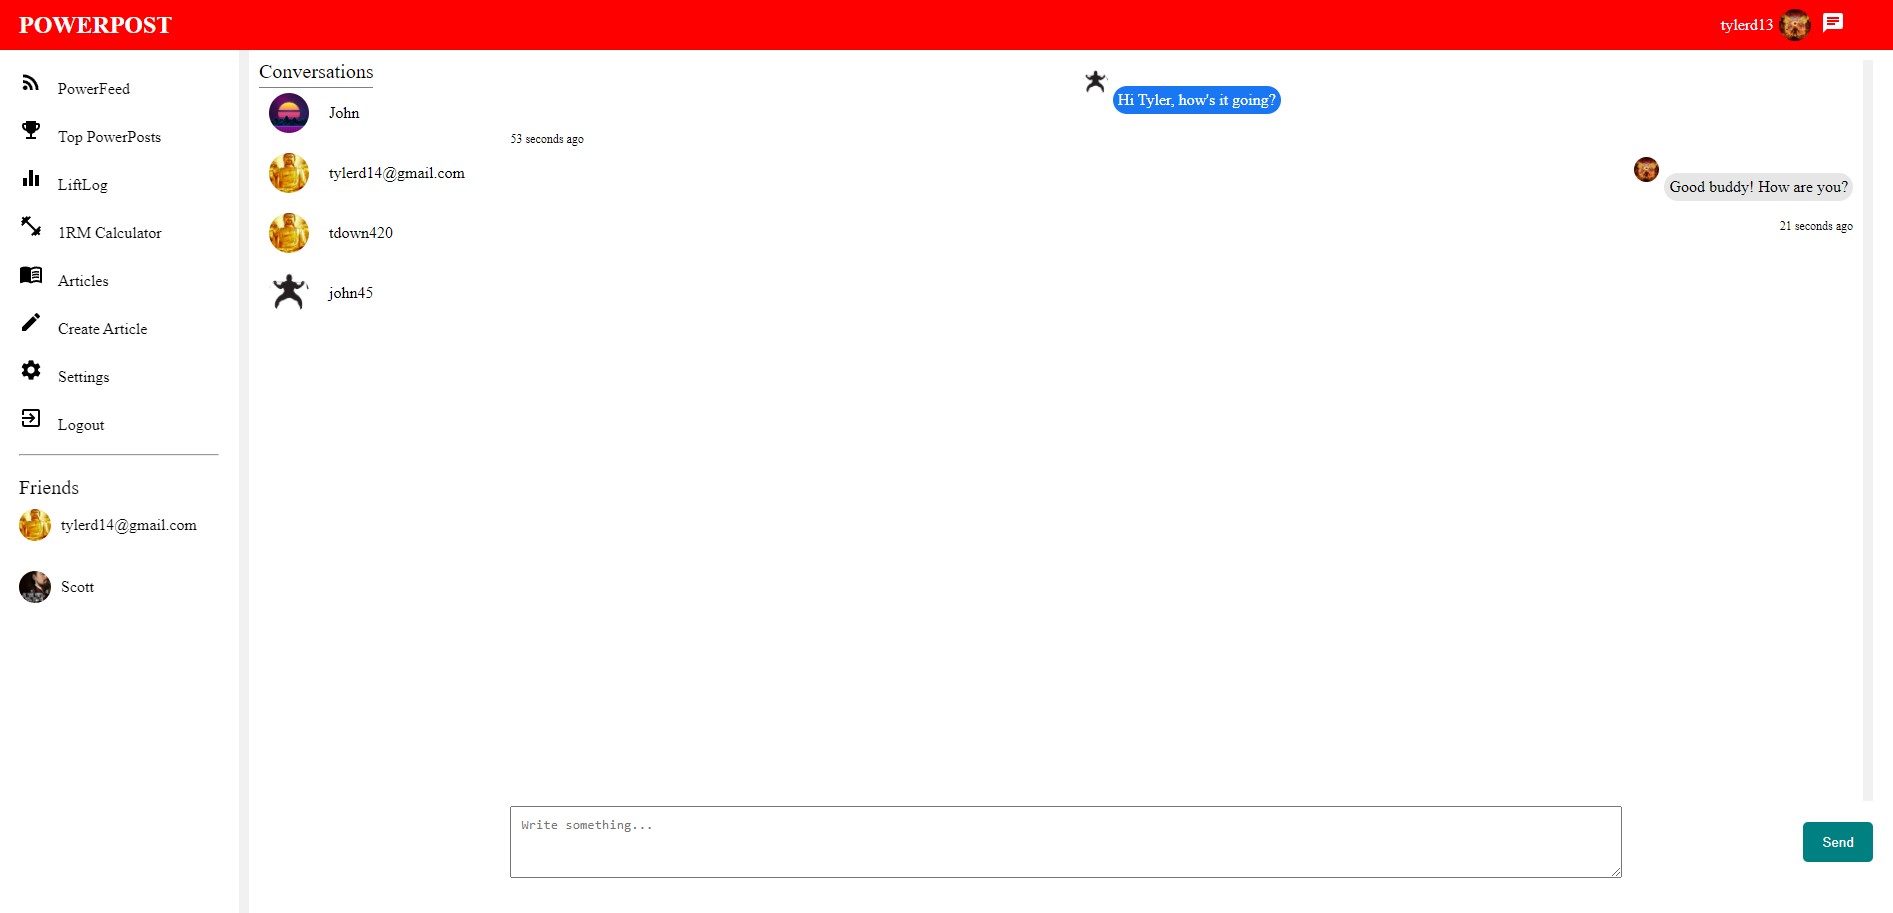 POWERPOST
tylerd13
PowerFeed
Top PowerPosts
LiftLog
1RM Calculator
Articles
Create Article
Settings
Logout
Friends
tylerd14@gmail.com
Scott
Conversations
John
tylerd14@gmail.com
tdown420
john45
Hi Tyler, how's it going?
53 seconds ago
Good buddy! How are you?
21 seconds ago
Write something...
Send